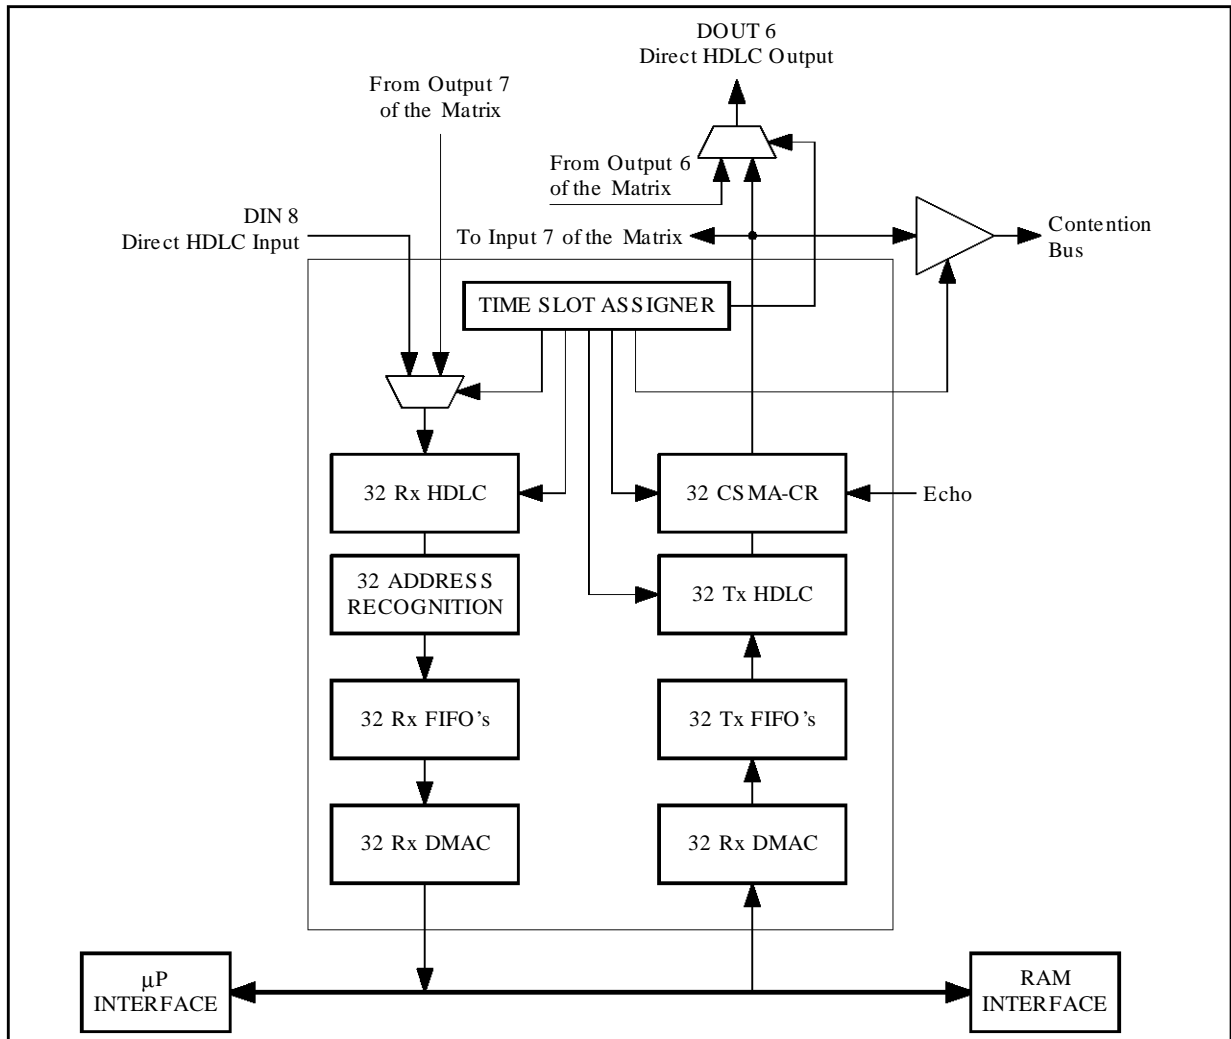 DOUT 6
Direct HDLC Output
From Output 7
of the Matrix
From Output 6
of the Matrix
DIN 8
Direct HDLC Input
To Input 7 of the Matrix
Contention
Bus
TIME SLOT ASSIGNER
32 Rx HDLC
32 CSMA-CR
Echo
32 ADDRESS
RECOGNITION
32 Tx HDLC
32 Rx FIFO's
32 Tx FIFO's
32 Rx DMAC
32 Rx DMAC
µP
INTERFACE
RAM
INTERFACE